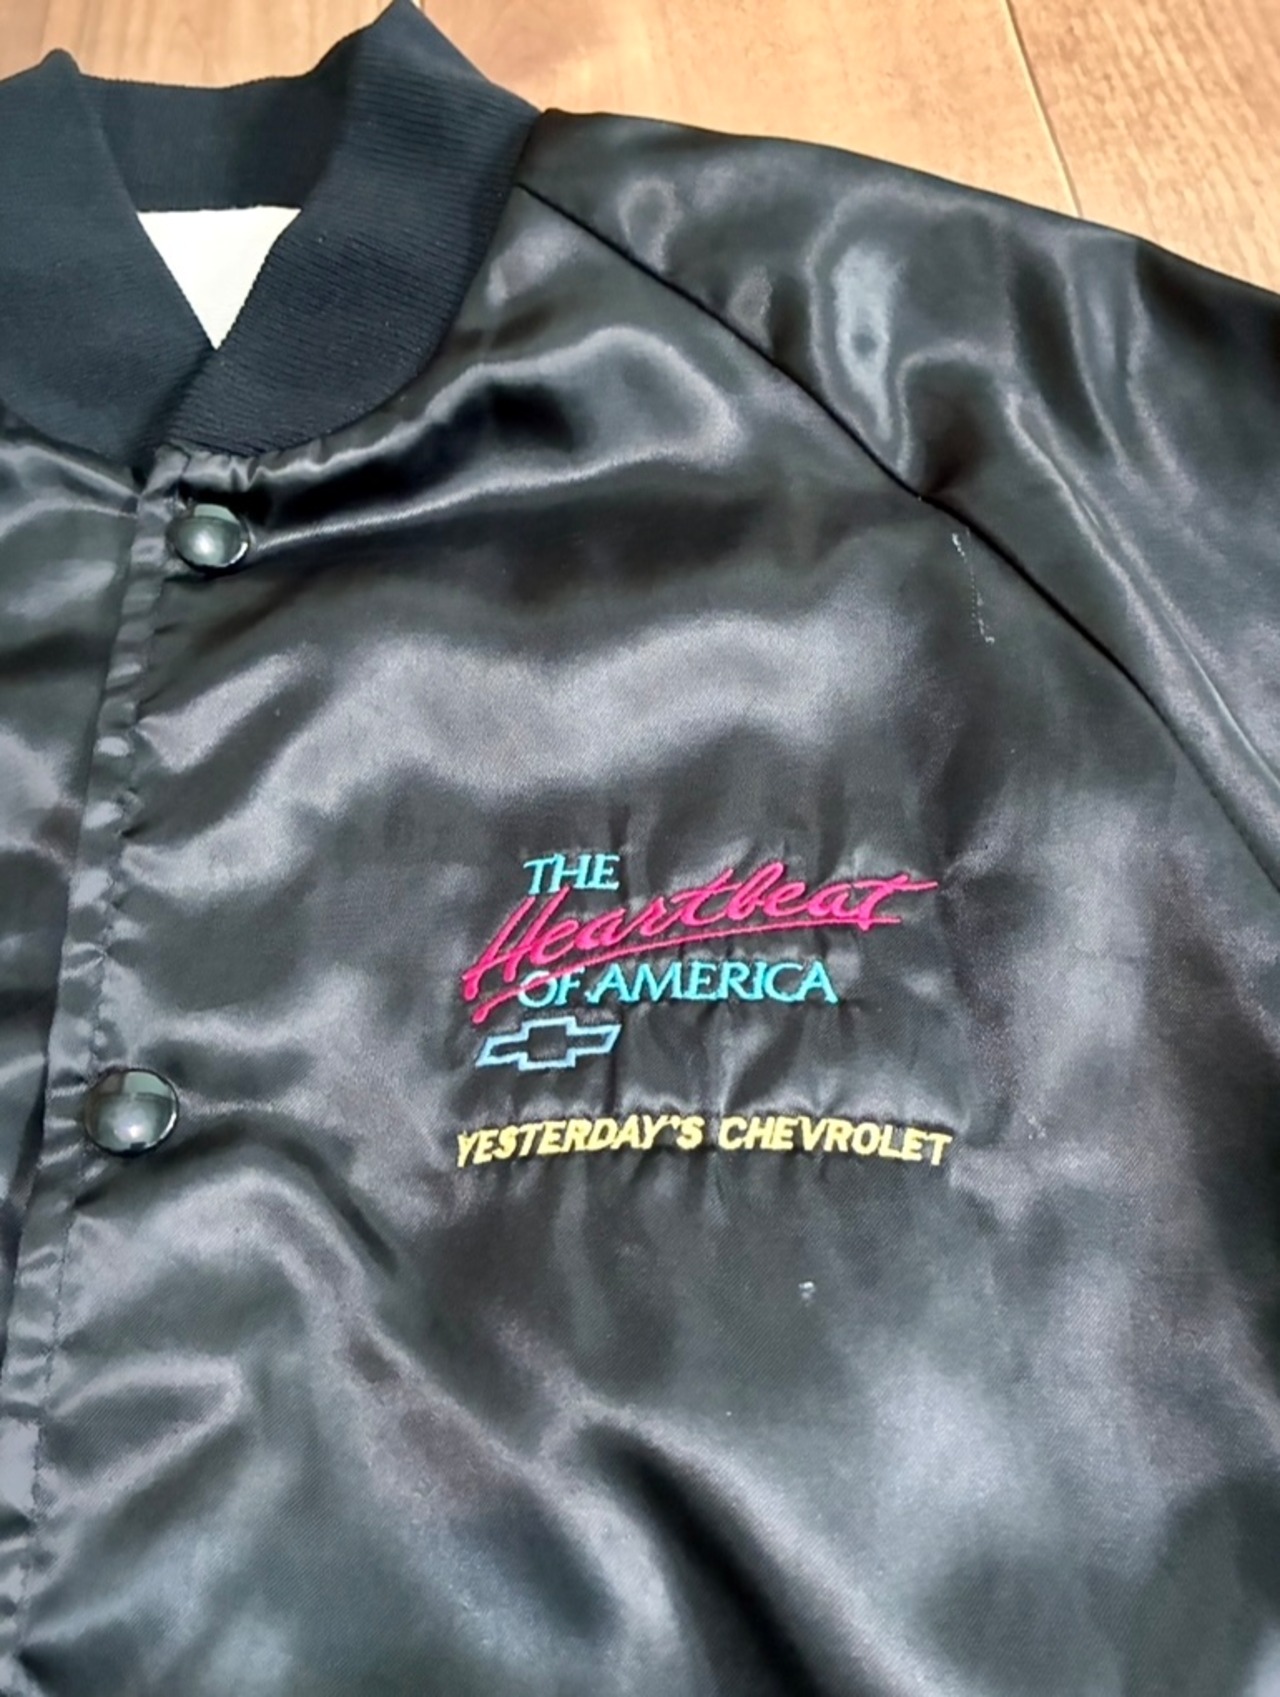 THE
Heartbeat
OF AMERICA
YESTERDAY'S CHEVROLET